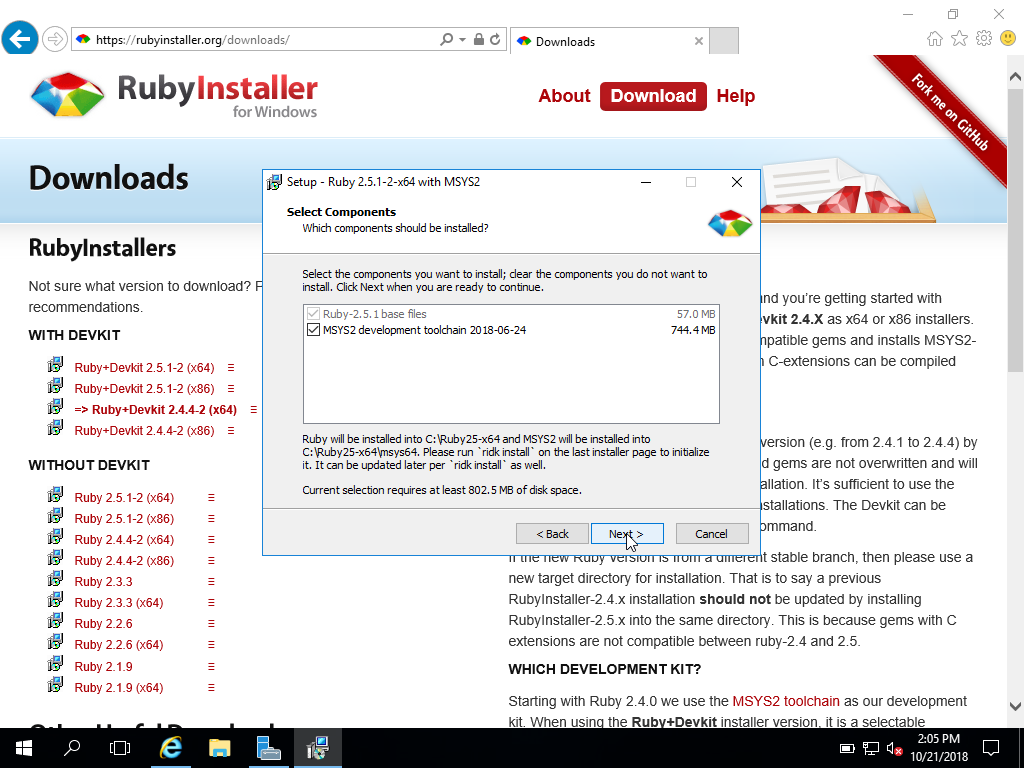 https://rubyinstaller.org/downloads/
Downloads
RubyInstaller
for Windows
About
Download
Help
Fork me on GitHub
Downloads
RubyInstallers
Not sure what version to download?
recommendations.
WITH DEVKIT
Ruby+Devkit 2.5.1-2 (x64)
Ruby+Devkit 2.5.1-2 (x86)
=> Ruby+Devkit 2.4.4-2 (x64)
Ruby+Devkit 2.4.4-2 (x86)
WITHOUT DEVKIT
Ruby 2.5.1-2 (x64)
Ruby 2.5.1-2 (x86)
Ruby 2.4.4-2 (x64)
Ruby 2.4.4-2 (x86)
Ruby 2.3.3
Ruby 2.3.3 (x64)
Ruby 2.2.6
Ruby 2.2.6 (x64)
Ruby 2.1.9
Ruby 2.1.9 (x64)
Setup - Ruby 2.5.1-2-x64 with MSYS2
Select Components
Which components should be installed?
Select the components you want to install; clear the components you do not want to
install. Click Next when you are ready to continue.
Ruby-2.5.1 base files 57.0 MB
MSYS2 development toolchain 2018-06-24 744.4 MB
Ruby will be installed into C:\Ruby25-x64 and MSYS2 will be installed into
C:\Ruby25-x64\msys64. Please run `ridk install` on the last installer page to initialize
it. It can be updated later per `ridk install` as well.
Current selection requires at least 802.5 MB of disk space.
< Back
Next >
Cancel
nd you're getting started with
vkit 2.4.X as x64 or x86 installers.
mpatible gems and installs MSYS2-
n C-extensions can be compiled
version (e.g. from 2.4.1 to 2.4.4) by
d gems are not overwritten and will
allation. It's sufficient to use the
stallations. The Devkit can be
ommand.
If the new Ruby version is from a different stable branch, then please use a
new target directory for installation. That is to say a previous
RubyInstaller-2.4.x installation should not be updated by installing
RubyInstaller-2.5.x into the same directory. This is because gems with C
extensions are not compatible between ruby-2.4 and 2.5.
WHICH DEVELOPMENT KIT?
Starting with Ruby 2.4.0 we use the MSYS2 toolchain as our development
kit. When using the Ruby+Devkit installer version, it is a selectable
2:05 PM
10/21/2018